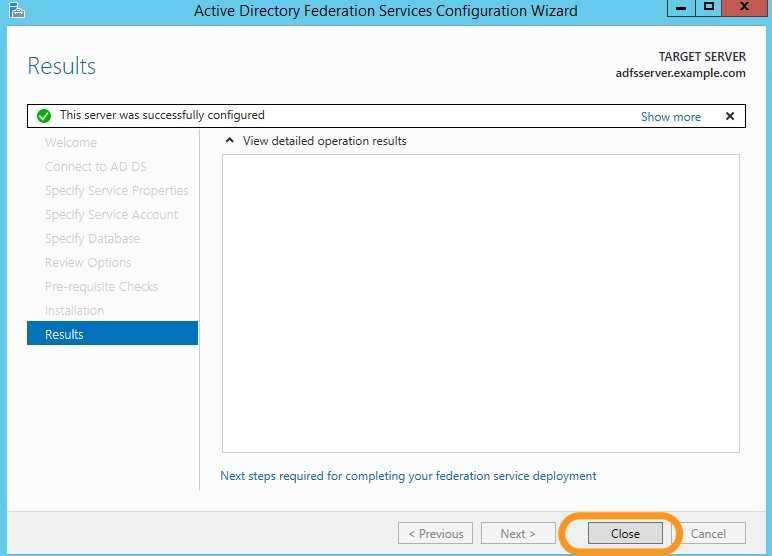 Active Directory Federation Services Configuration Wizard
Results
TARGET SERVER
adfsserver.example.com
This server was successfully configured
Show more
Welcome
Connect to AD DS
Specify Service Properties
Specify Service Account
Specify Database
Review Options
Pre-requisite Checks
Installation
Results
View detailed operation results
Next steps required for completing your federation service deployment
< Previous
Next >
Close
Cancel